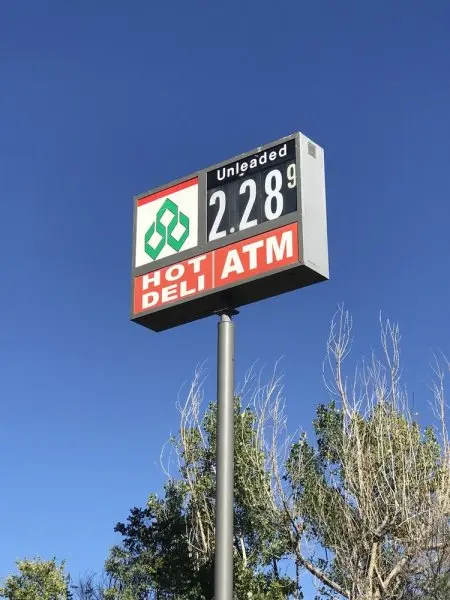 Unleaded
2.28 9
HOT
DELI
ATM